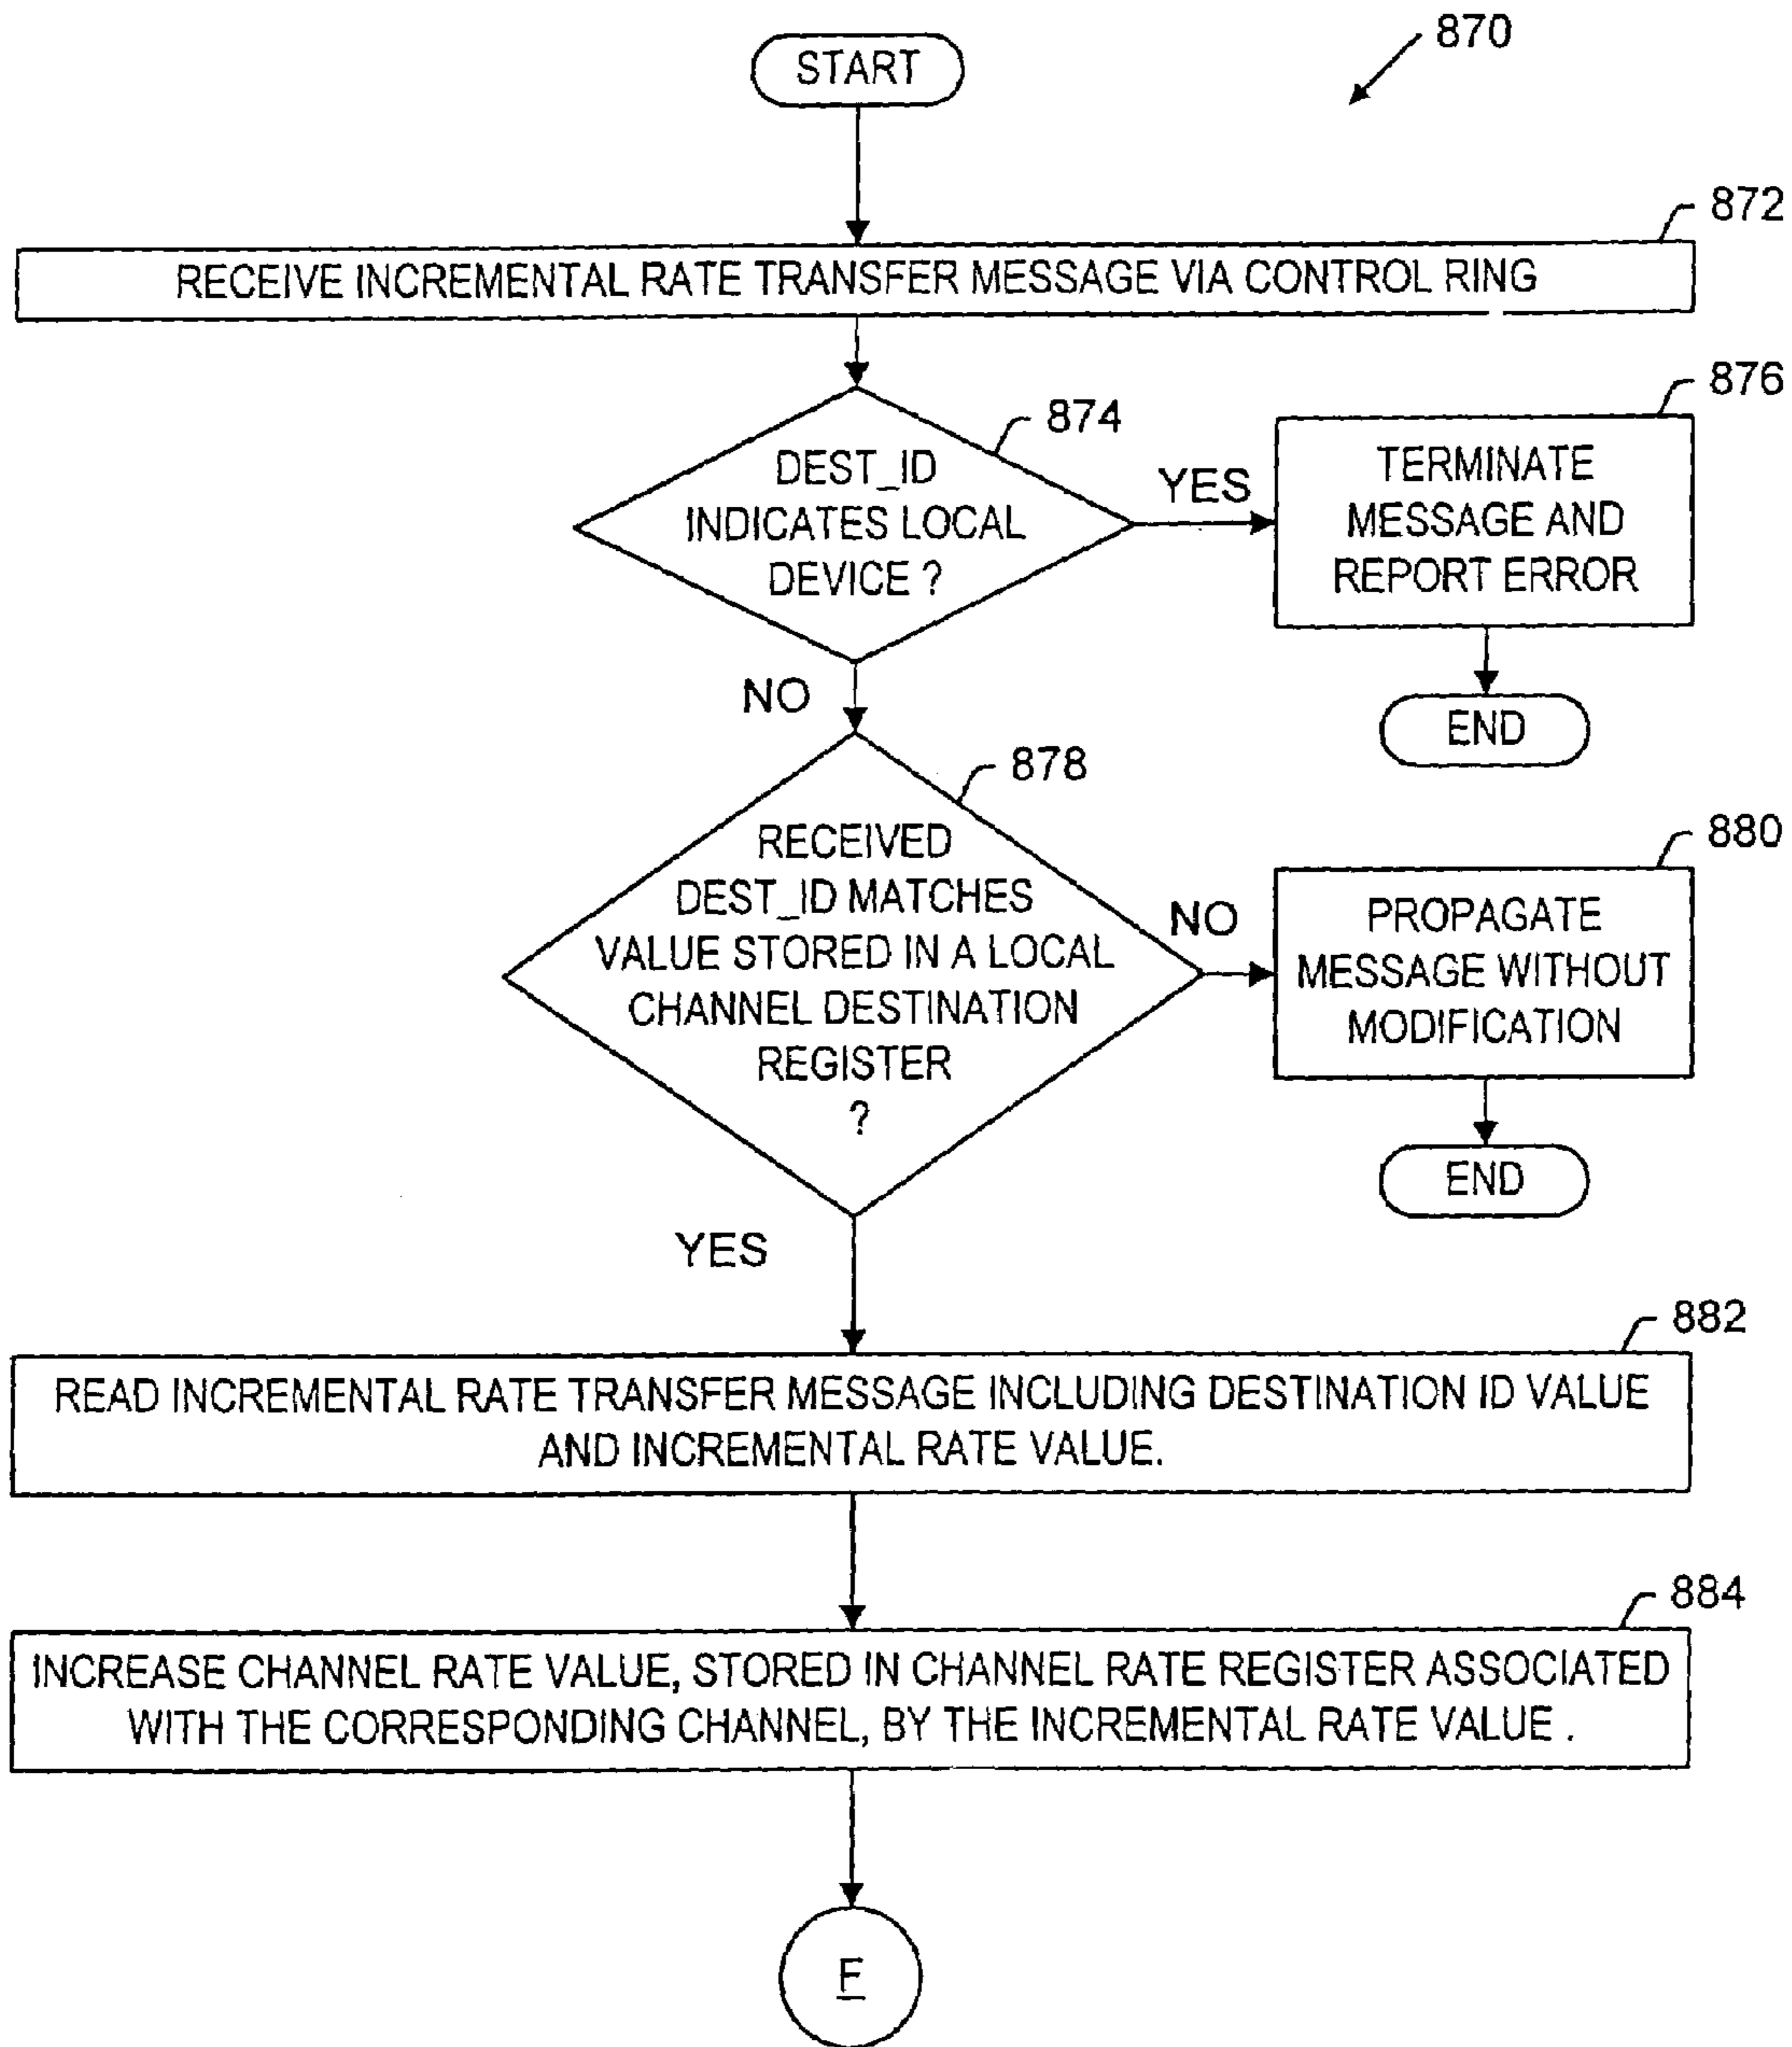 870
START
872
RECEIVE INCREMENTAL RATE TRANSFER MESSAGE VIA CONTROL RING
874
DEST_ID
INDICATES LOCAL
DEVICE ?
YES
876
TERMINATE
MESSAGE AND
REPORT ERROR
END
NO
878
RECEIVED
DEST_ID MATCHES
VALUE STORED IN A LOCAL
CHANNEL DESTINATION
REGISTER
?
NO
880
PROPAGATE
MESSAGE WITHOUT
MODIFICATION
END
YES
882
READ INCREMENTAL RATE TRANSFER MESSAGE INCLUDING DESTINATION ID VALUE
AND INCREMENTAL RATE VALUE.
884
INCREASE CHANNEL RATE VALUE, STORED IN CHANNEL RATE REGISTER ASSOCIATED
WITH THE CORRESPONDING CHANNEL, BY THE INCREMENTAL RATE VALUE .
F